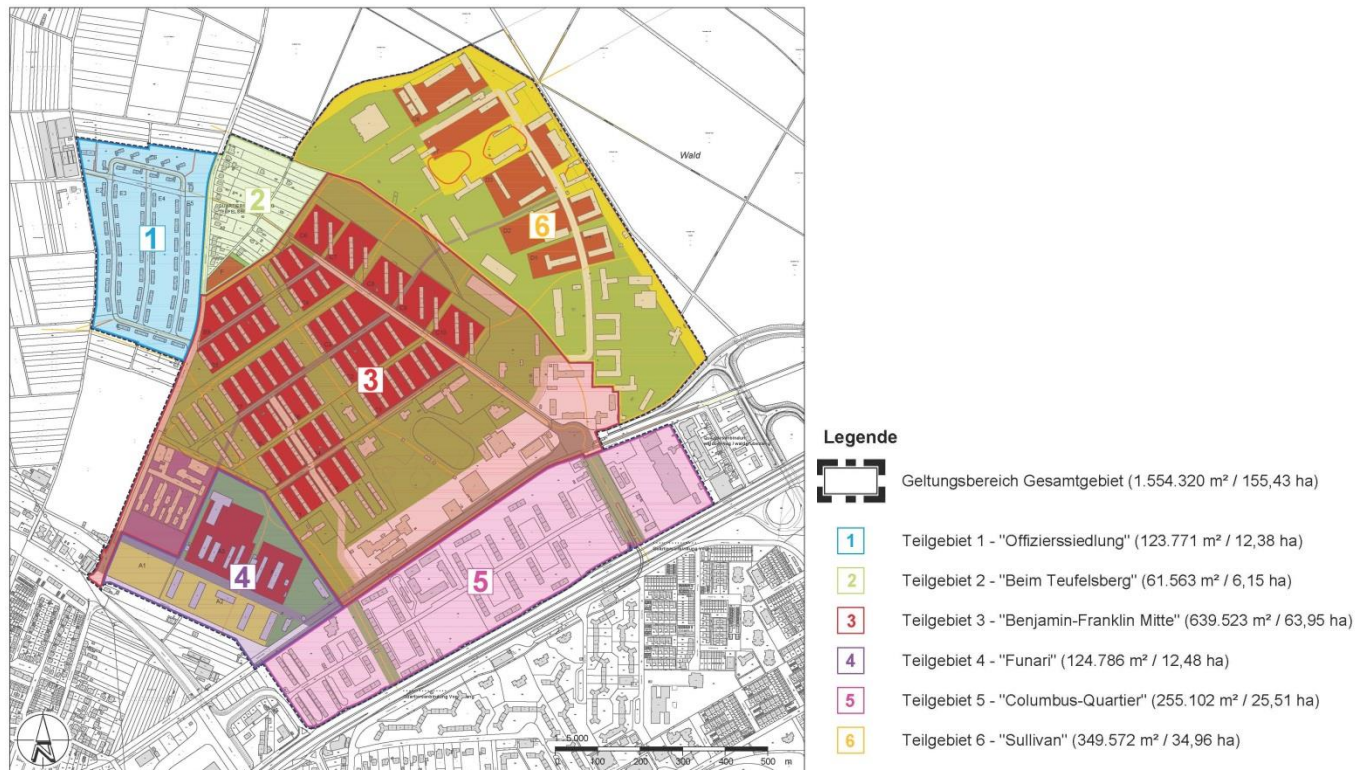 Wald
1
2
6
3
4
5
A1
A2
1:5.000
0 100 200 300 400 500 m
N
Legende
Geltungsbereich Gesamtgebiet (1.554.320 m² / 155,43 ha)
1 Teilgebiet 1 - "Offizierssiedlung" (123.771 m² / 12,38 ha)
2 Teilgebiet 2 - "Beim Teufelsberg" (61.563 m² / 6,15 ha)
3 Teilgebiet 3 - "Benjamin-Franklin Mitte" (639.523 m² / 63,95 ha)
4 Teilgebiet 4 - "Funari" (124.786 m² / 12,48 ha)
5 Teilgebiet 5 - "Columbus-Quartier" (255.102 m² / 25,51 ha)
6 Teilgebiet 6 - "Sullivan" (349.572 m² / 34,96 ha)